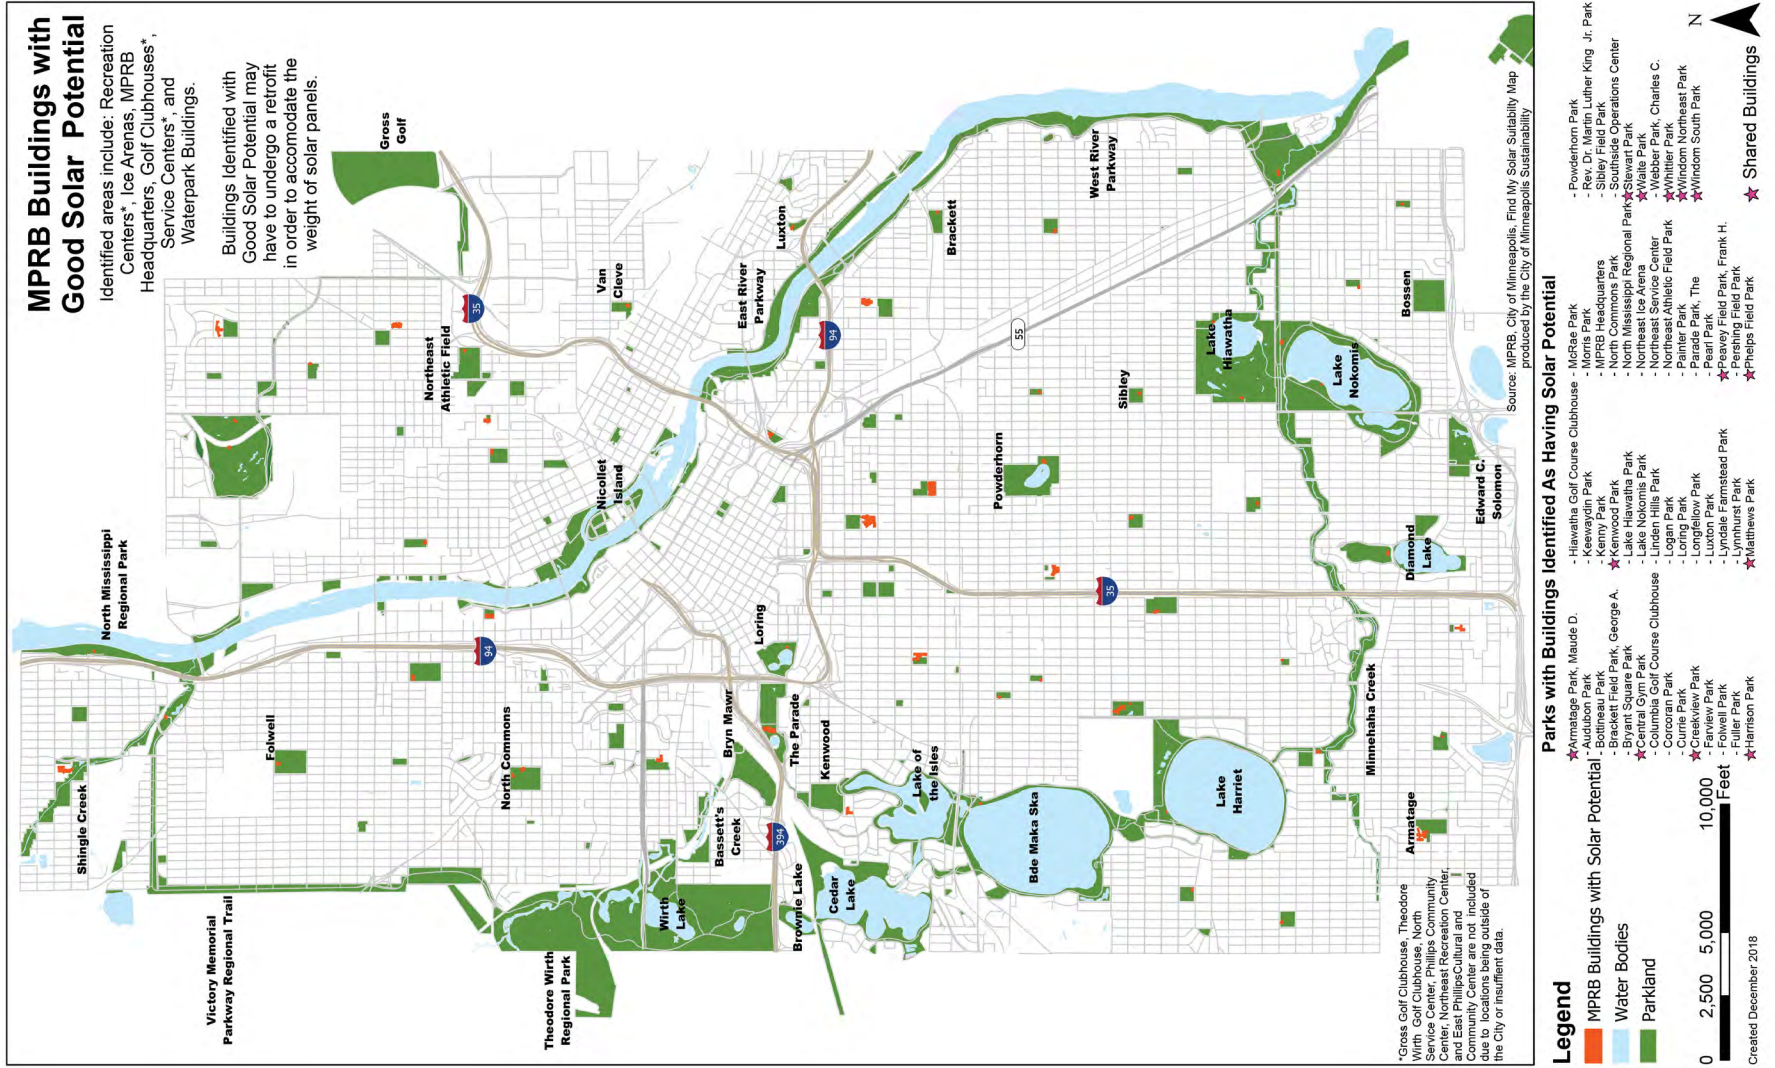 MPRB Buildings with
Good Solar Potential
Identified areas include: Recreation
Centers*, Ice Arenas, MPRB
Headquarters, Golf Clubhouses*,
Service Centers*, and
Waterpark Buildings.
Buildings Identified with
Good Solar Potential may
have to undergo a retrofit
in order to accomodate the
weight of solar panels.
Gross
Golf
North Mississippi
Regional Park
Shingle Creek
Victory Memorial
Parkway Regional Trail
Folwell
Northeast
Athletic Field
35
94
North Commons
Theodore Wirth
Regional Park
Van
Cleve
Nicollet
Island
Luxton
East River
Parkway
Loring
Bryn Mawr
Bassett's
Creek
Wirth
Lake
394
The Parade
Kenwood
Brownie Lake
Cedar
Lake
94
Brackett
Lake of
the Isles
Powderhorn
55
Bde Maka Ska
West River
Parkway
Sibley
35
Lake
Hiawatha
Lake
Harriet
Lake
Nokomis
Minnehaha Creek
Bossen
Diamond
Lake
Armatage
Edward C.
Solomon
*Gross Golf Clubhouse, Theodore
Wirth Golf Clubhouse, North
Service Center, Phillips Community
Center, Northeast Recreation Center,
and East PhillipsCultural and
Community Center are not included
due to locations being outside of
the City or insuffient data.
Source: MPRB, City of Minneapolis, Find My Solar Suitability Map
produced by the City of Minneapolis Sustainability
Legend
MPRB Buildings with Solar Potential
Water Bodies
Parkland
0 2,500 5,000 10,000
Feet
Created December 2018
Parks with Buildings Identified As Having Solar Potential
Armatage Park, Maude D.
- Audubon Park
- Bottineau Park
- Brackett Field Park, George A.
- Bryant Square Park
Central Gym Park
- Columbia Golf Course Clubhouse
- Corcoran Park
- Currie Park
Creekview Park
- Fairview Park
- Folwell Park
- Fuller Park
Harrison Park
- Hiawatha Golf Course Clubhouse
- Keewaydin Park
- Kenny Park
Kenwood Park
- Lake Hiawatha Park
- Lake Nokomis Park
- Linden Hills Park
- Logan Park
- Loring Park
- Longfellow Park
- Luxton Park
- Lyndale Farmstead Park
- Lynnhurst Park
Matthews Park
- McRae Park
- Morris Park
- MPRB Headquarters
- North Commons Park
- North Mississippi Regional Park
- Northeast Ice Arena
- Northeast Service Center
- Northeast Athletic Field Park
- Painter Park
- Parade Park, The
- Pearl Park
Peavey Field Park, Frank H.
- Pershing Field Park
Phelps Field Park
- Powderhorn Park
- Rev. Dr. Martin Luther King Jr. Park
- Sibley Field Park
- Southside Operations Center
Stewart Park
Waite Park
- Webber Park, Charles C.
Whittier Park
Windom Northeast Park
Windom South Park
Shared Buildings
N